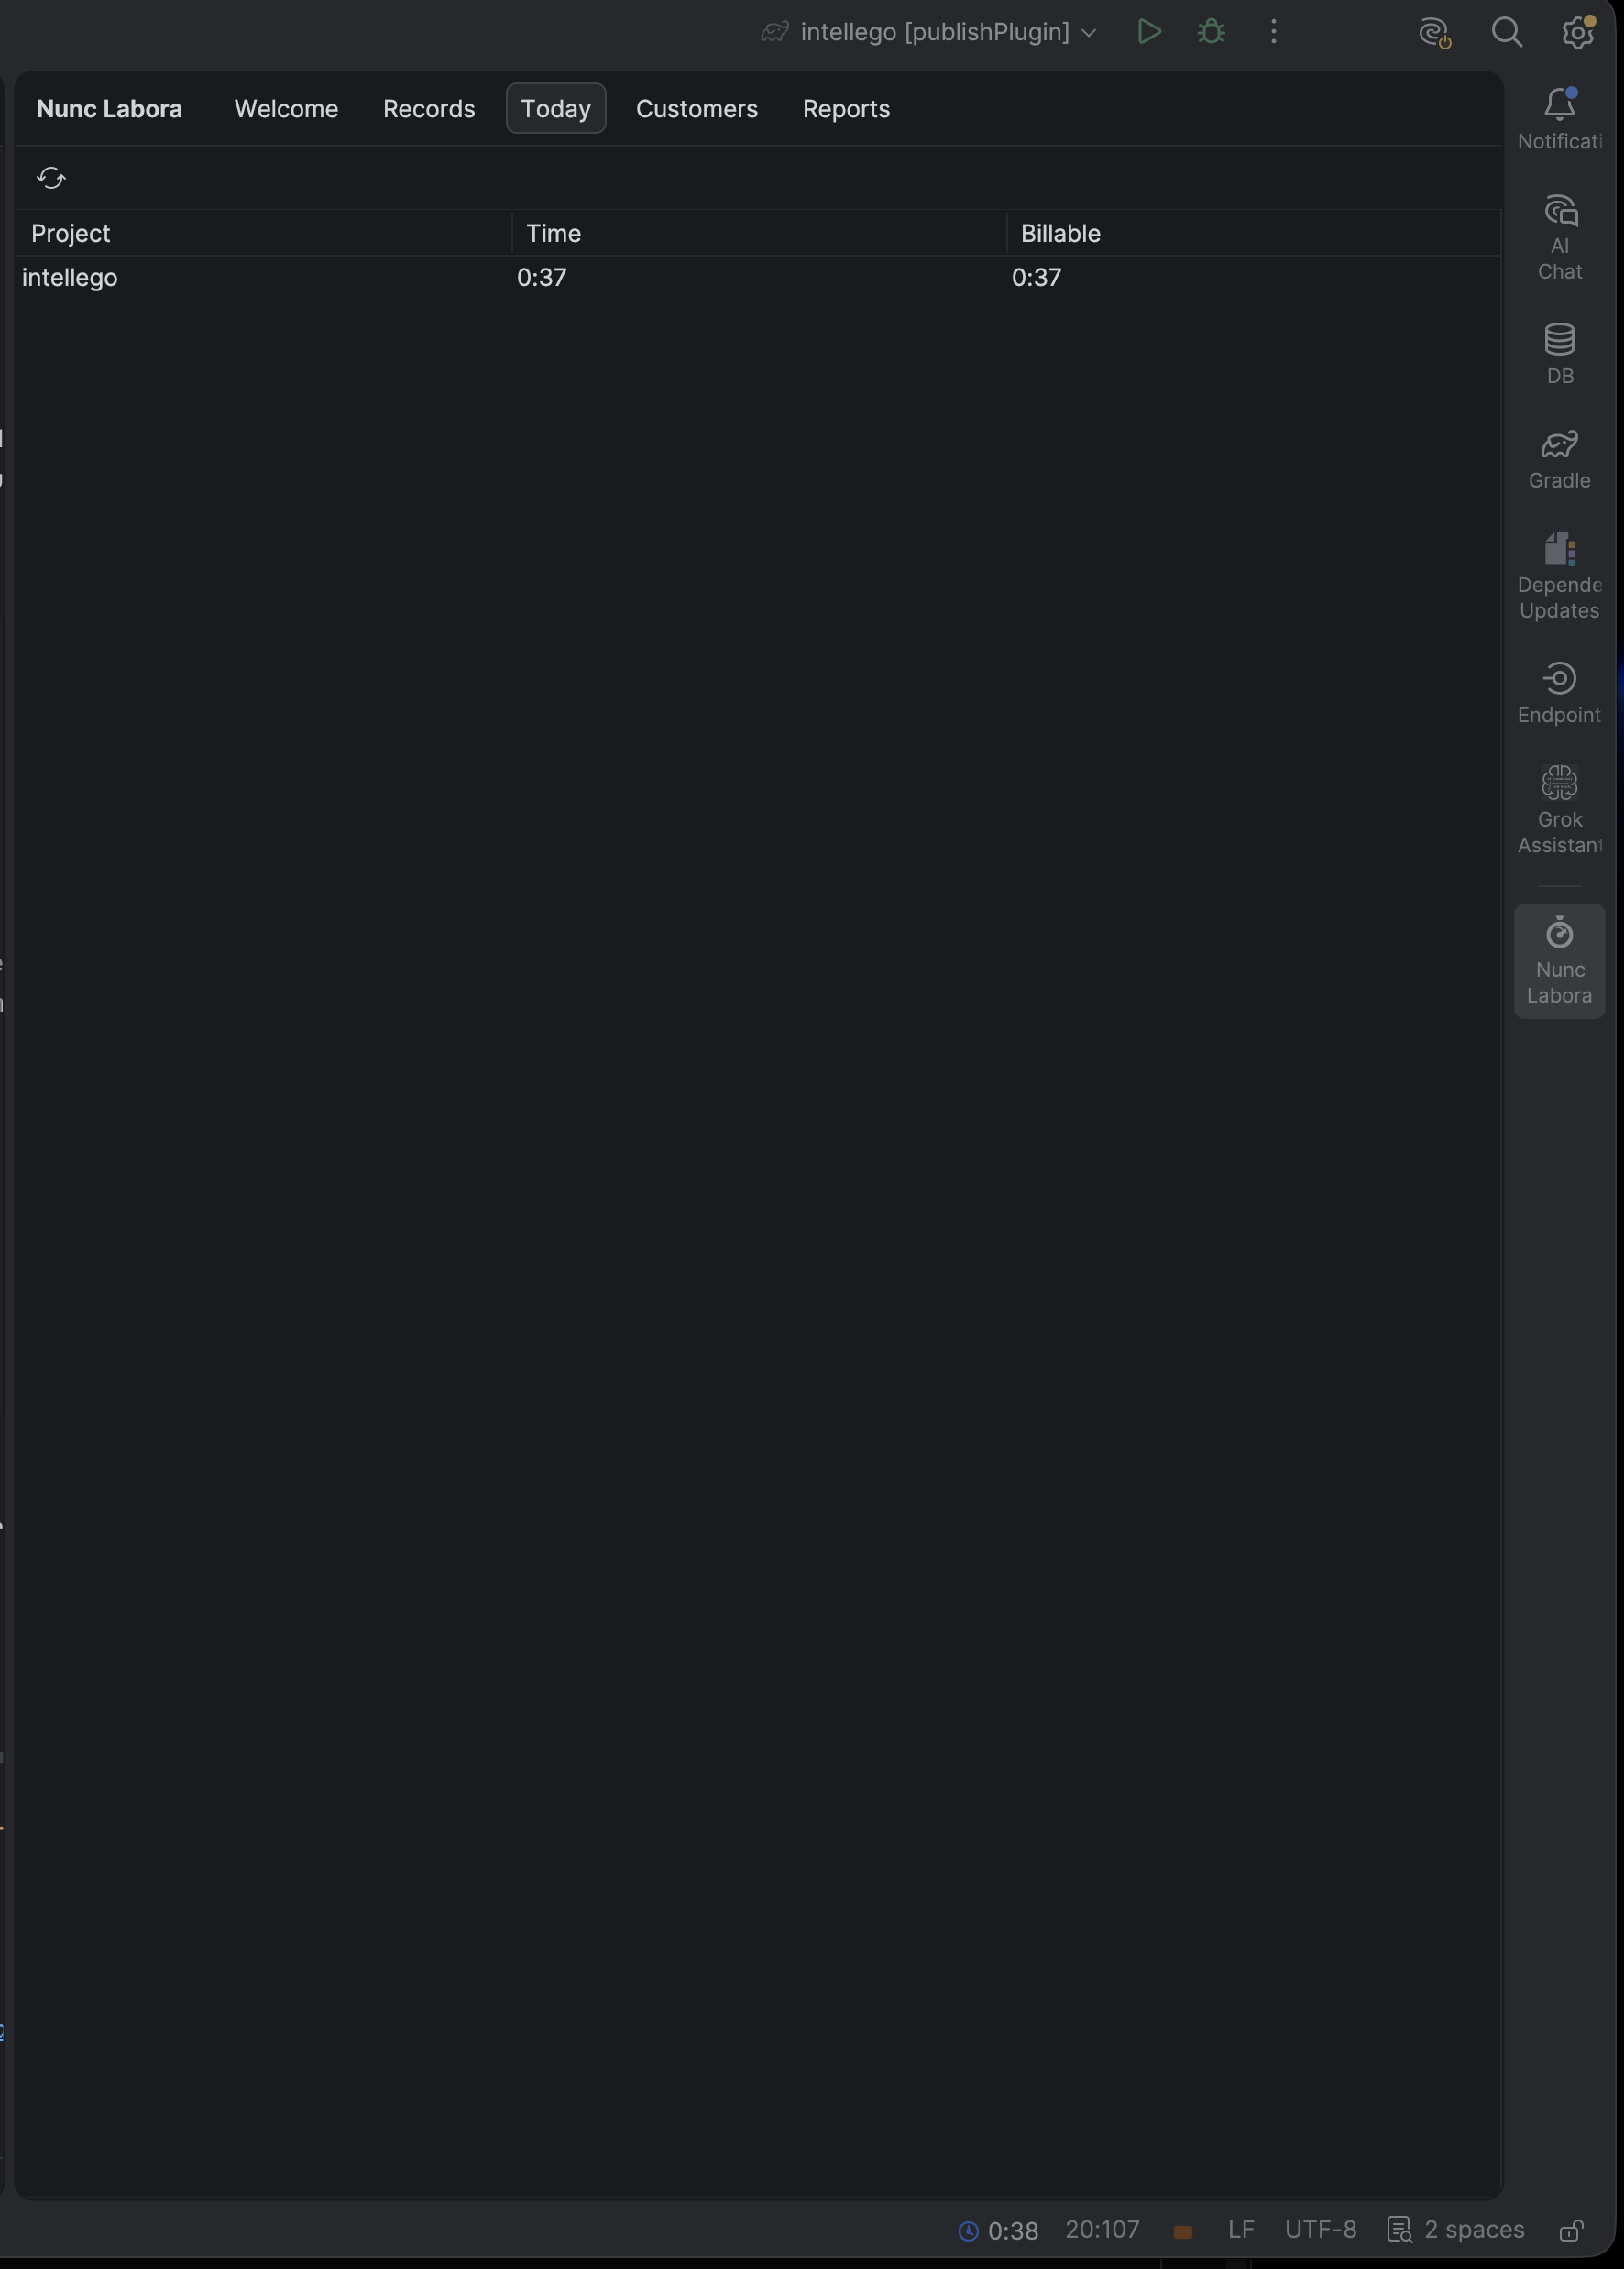 intellego [publishPlugin]
Nunc Labora Welcome Records Today Customers Reports
Project Time Billable
intellego 0:37 0:37
Notificati
AI
Chat
DB
Gradle
Depende
Updates
Endpoint
Grok
Assistant
Nunc
Labora
0:38 20:107 LF UTF-8 2 spaces